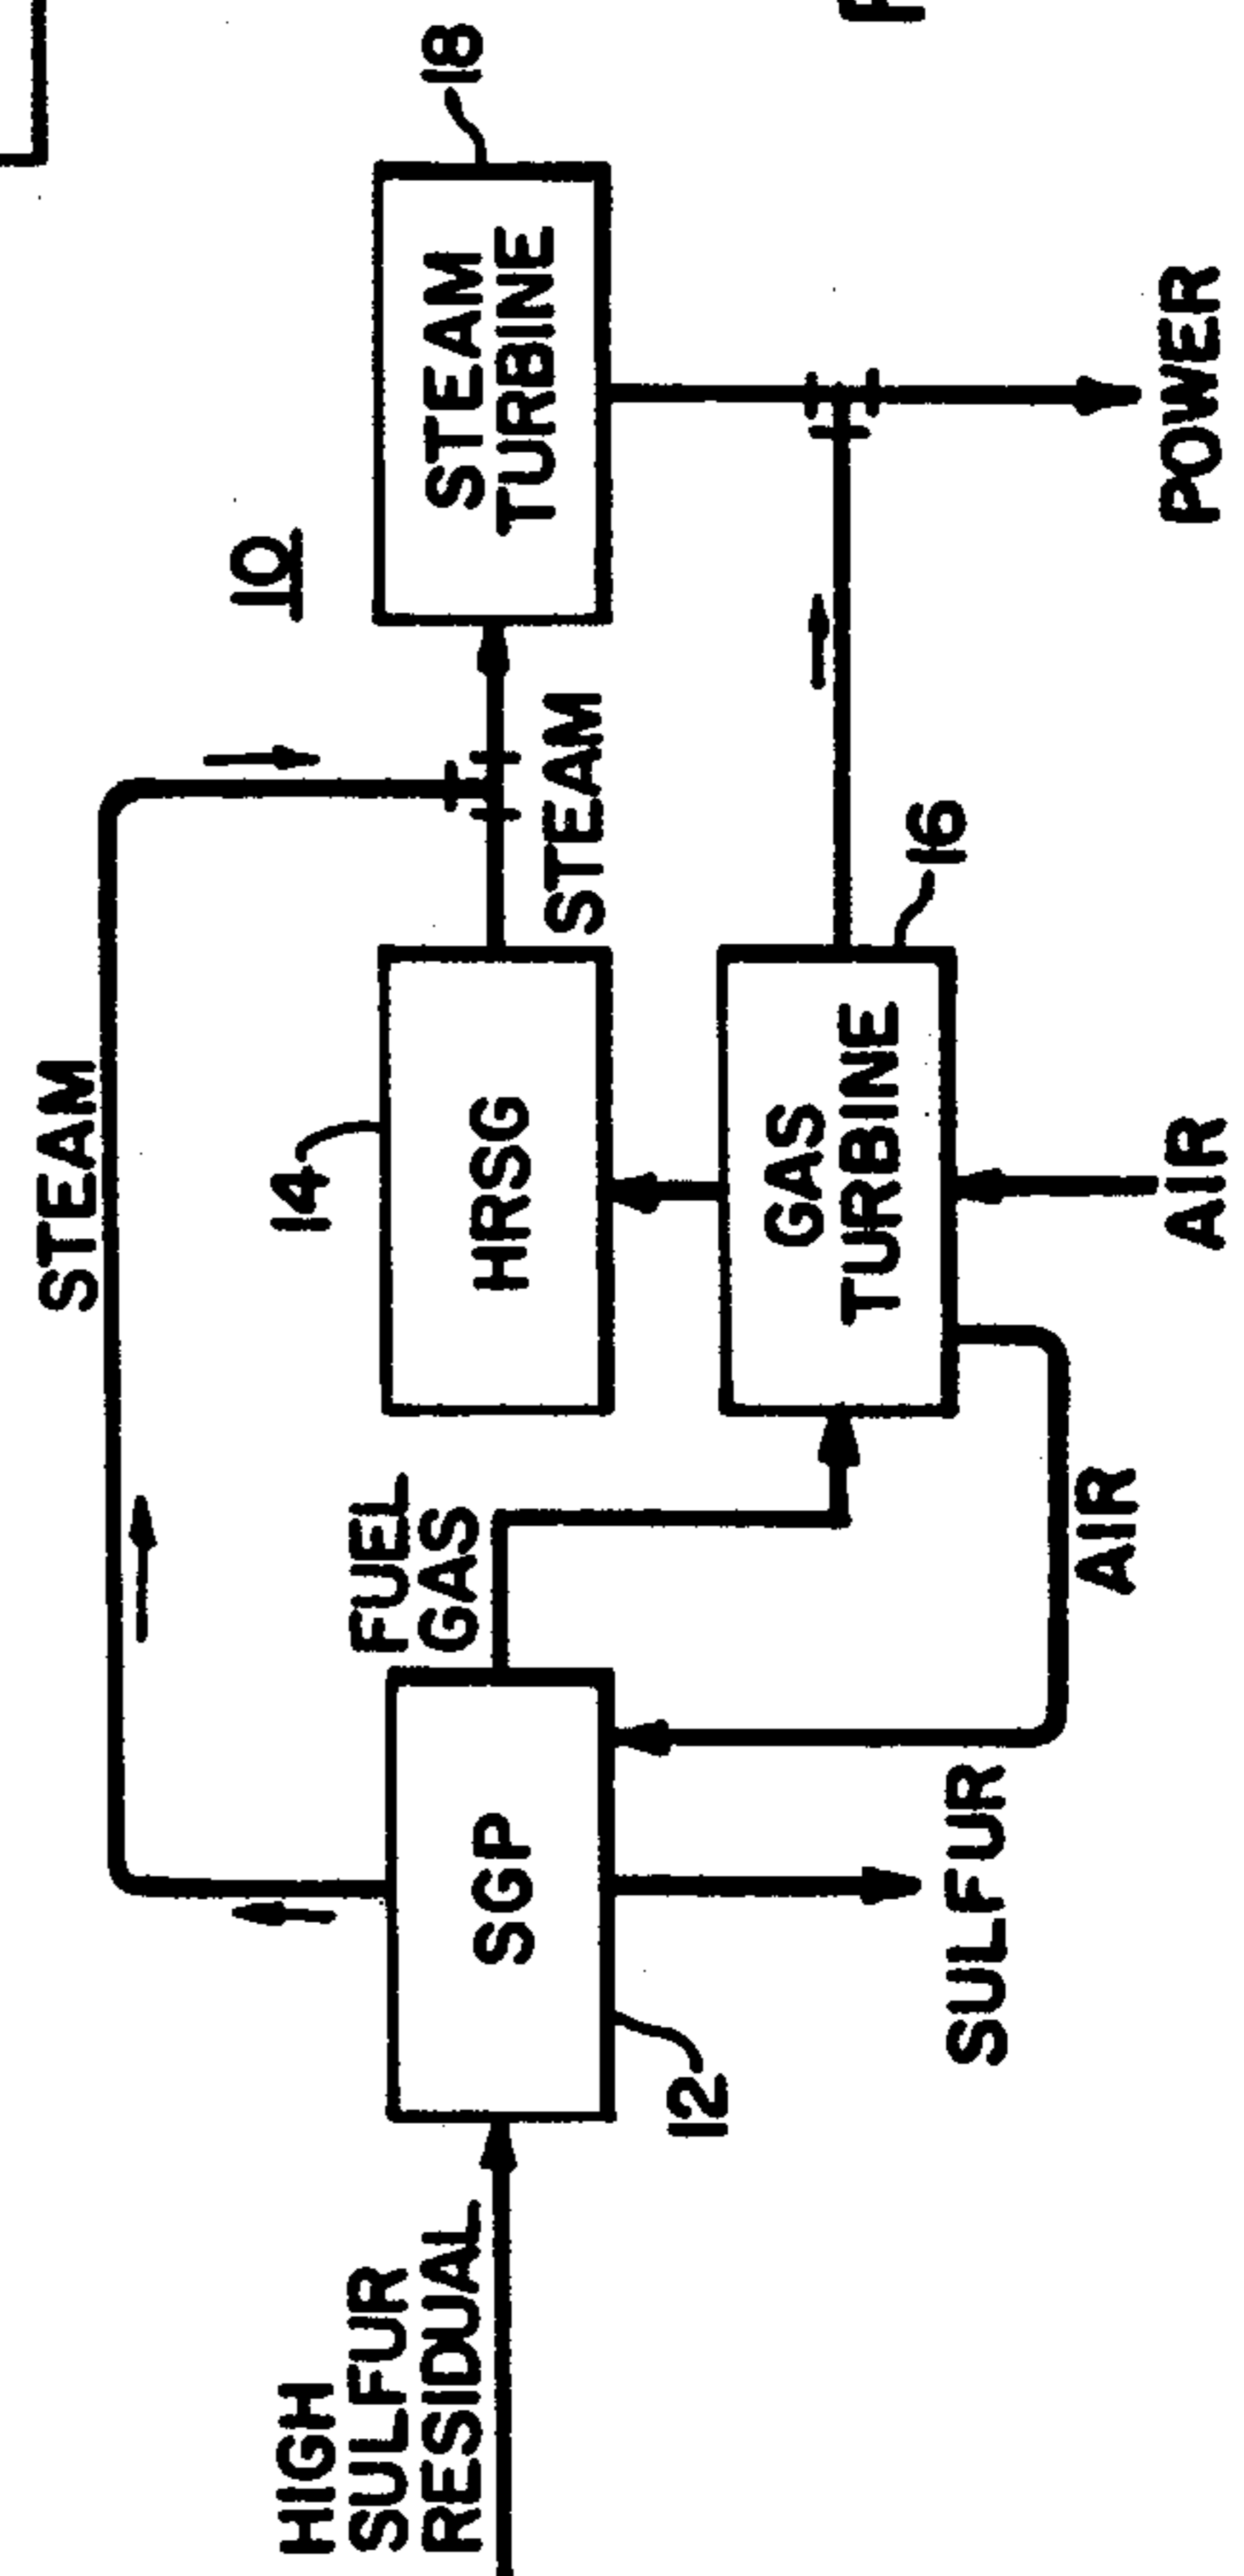 STEAM
10
14
18
HIGH
SULFUR
RESIDUAL
FUEL
GAS
SGP
HRSG
STEAM
TURBINE
STEAM
12
GAS
TURBINE
16
SULFUR
AIR
AIR
POWER